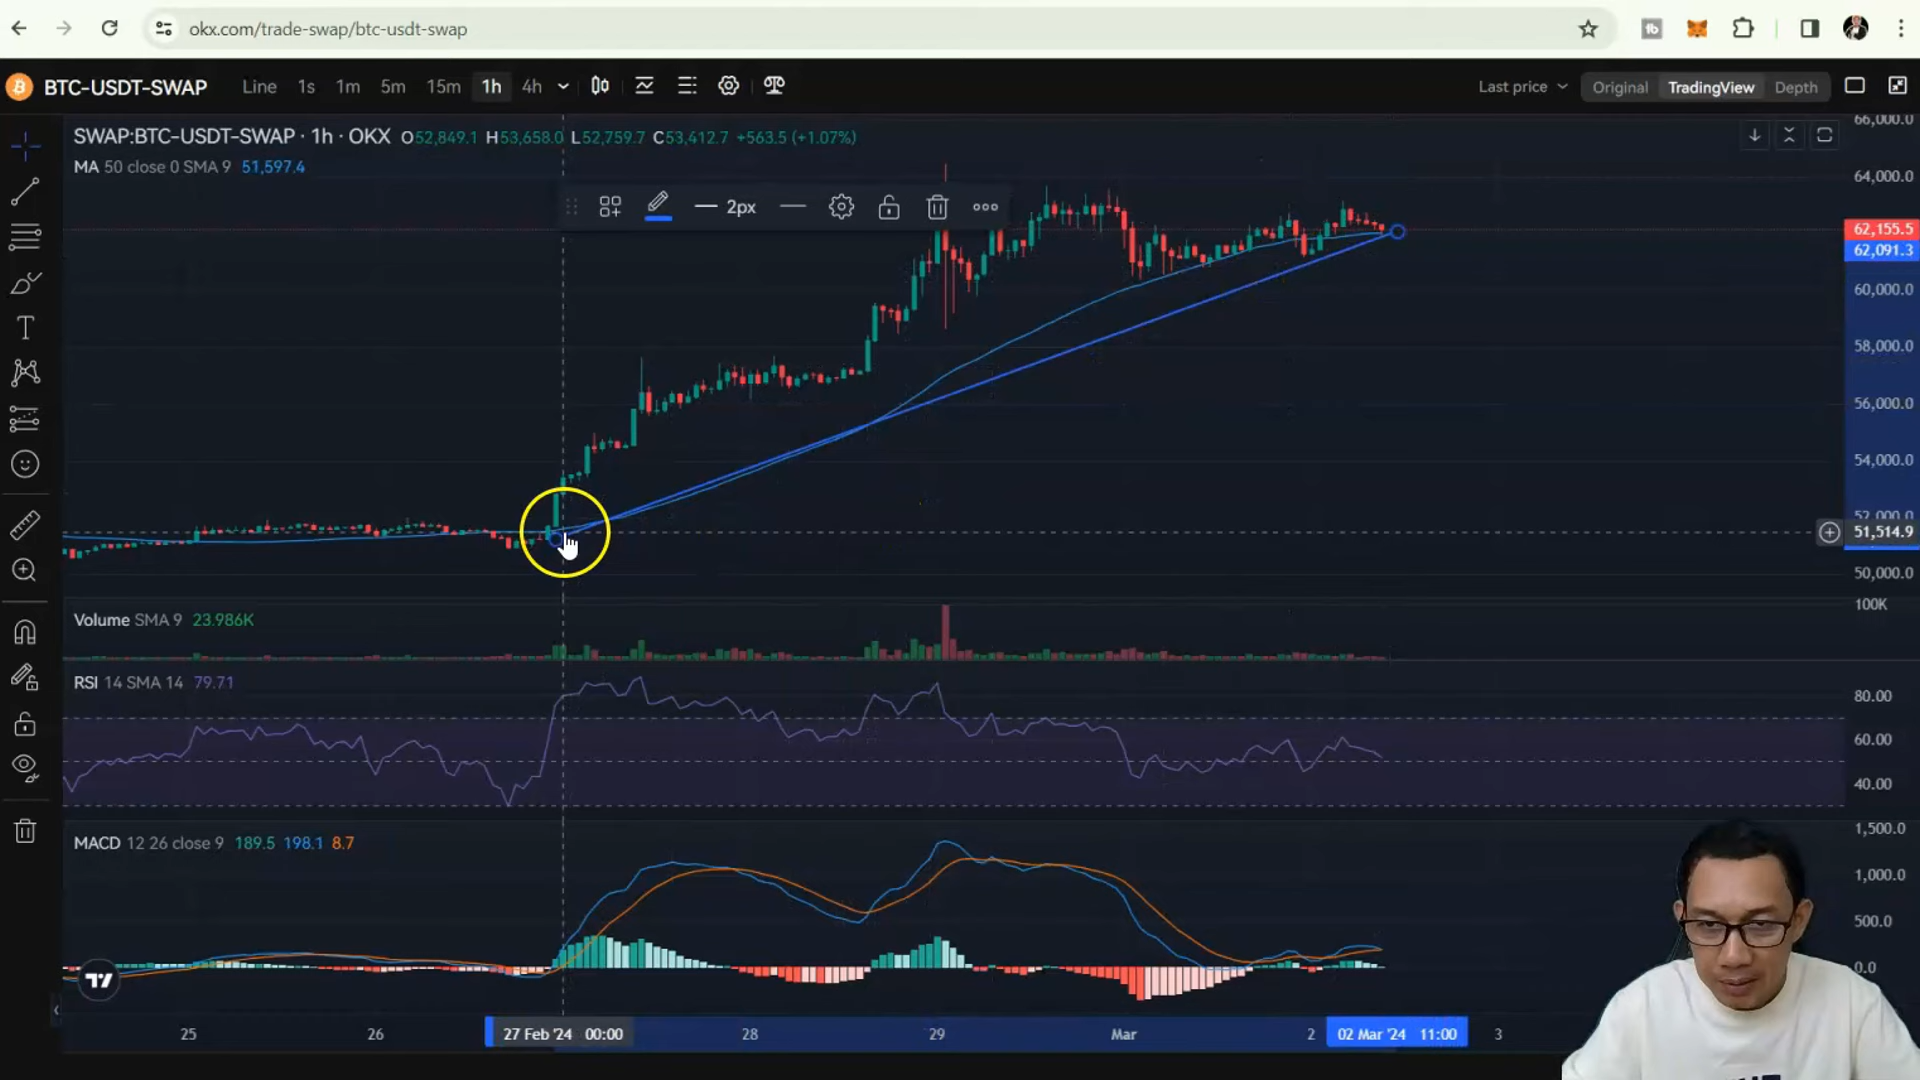 okx.com/trade-swap/btc-usdt-swap
BTC-USDT-SWAP Line 1s 1m 5m 15m 1h 4h Last price Original TradingView Depth
SWAP:BTC-USDT-SWAP · 1h · OKX O52,849.1 H53,658.0 L52,759.7 C53,412.7 +563.5 (+1.07%)
MA 50 close 0 SMA 9 51,597.4
2px
66,000.0
64,000.0
62,155.5
62,091.3
60,000.0
58,000.0
56,000.0
54,000.0
52,000.0
51,514.9
50,000.0
Volume SMA 9 23.986K
100K
RSI 14 SMA 14 79.71
80.00
60.00
40.00
MACD 12 26 close 9 189.5 198.1 8.7
1,500.0
1,000.0
500.0
0.0
25 26 27 Feb '24 00:00 28 29 Mar 2 02 Mar '24 11:00 3